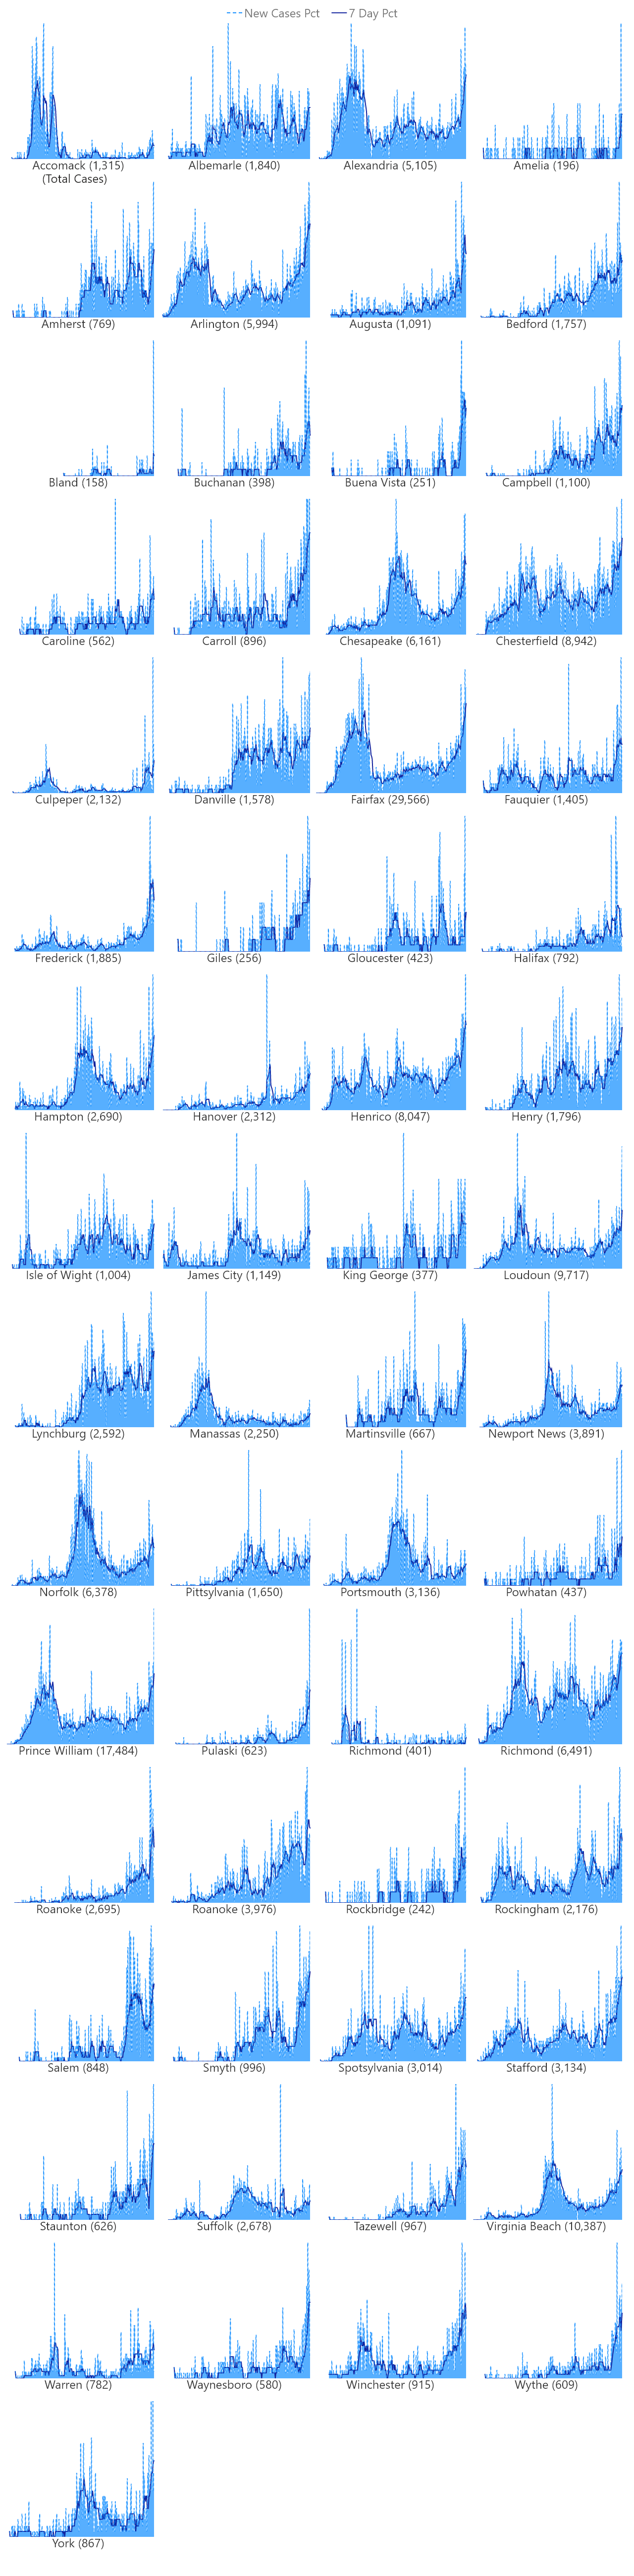 New Cases Pct 7 Day Pct
Accomack (1,315) Albemarle (1,840) Alexandria (5,105) Amelia (196)
(Total Cases)
Amherst (769) Arlington (5,994) Augusta (1,091) Bedford (1,757)
Bland (158) Buchanan (398) Buena Vista (251) Campbell (1,100)
Caroline (562) Carroll (896) Chesapeake (6,161) Chesterfield (8,942)
Culpeper (2,132) Danville (1,578) Fairfax (29,566) Fauquier (1,405)
Frederick (1,885) Giles (256) Gloucester (423) Halifax (792)
Hampton (2,690) Hanover (2,312) Henrico (8,047) Henry (1,796)
Isle of Wight (1,004) James City (1,149) King George (377) Loudoun (9,717)
Lynchburg (2,592) Manassas (2,250) Martinsville (667) Newport News (3,891)
Norfolk (6,378) Pittsylvania (1,650) Portsmouth (3,136) Powhatan (437)
Prince William (17,484) Pulaski (623) Richmond (401) Richmond (6,491)
Roanoke (2,695) Roanoke (3,976) Rockbridge (242) Rockingham (2,176)
Salem (848) Smyth (996) Spotsylvania (3,014) Stafford (3,134)
Staunton (626) Suffolk (2,678) Tazewell (967) Virginia Beach (10,387)
Warren (782) Waynesboro (580) Winchester (915) Wythe (609)
York (867)